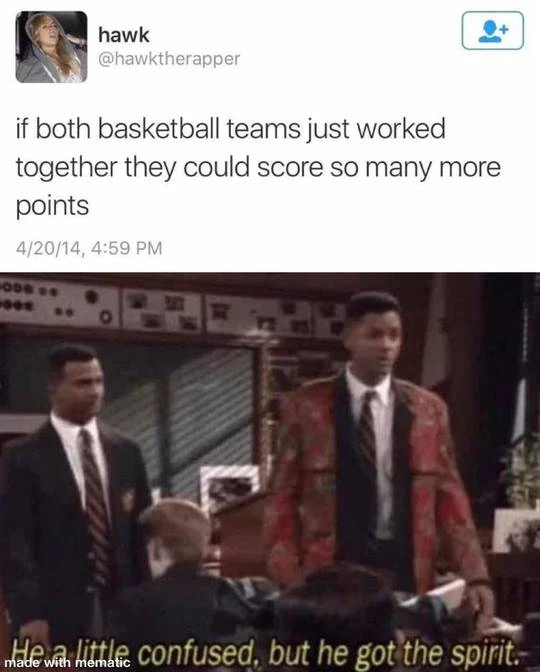 hawk
@hawktherapper
if both basketball teams just worked
together they could score so many more
points
4/20/14, 4:59 PM
He a little confused, but he got the spirit.
made with mematic